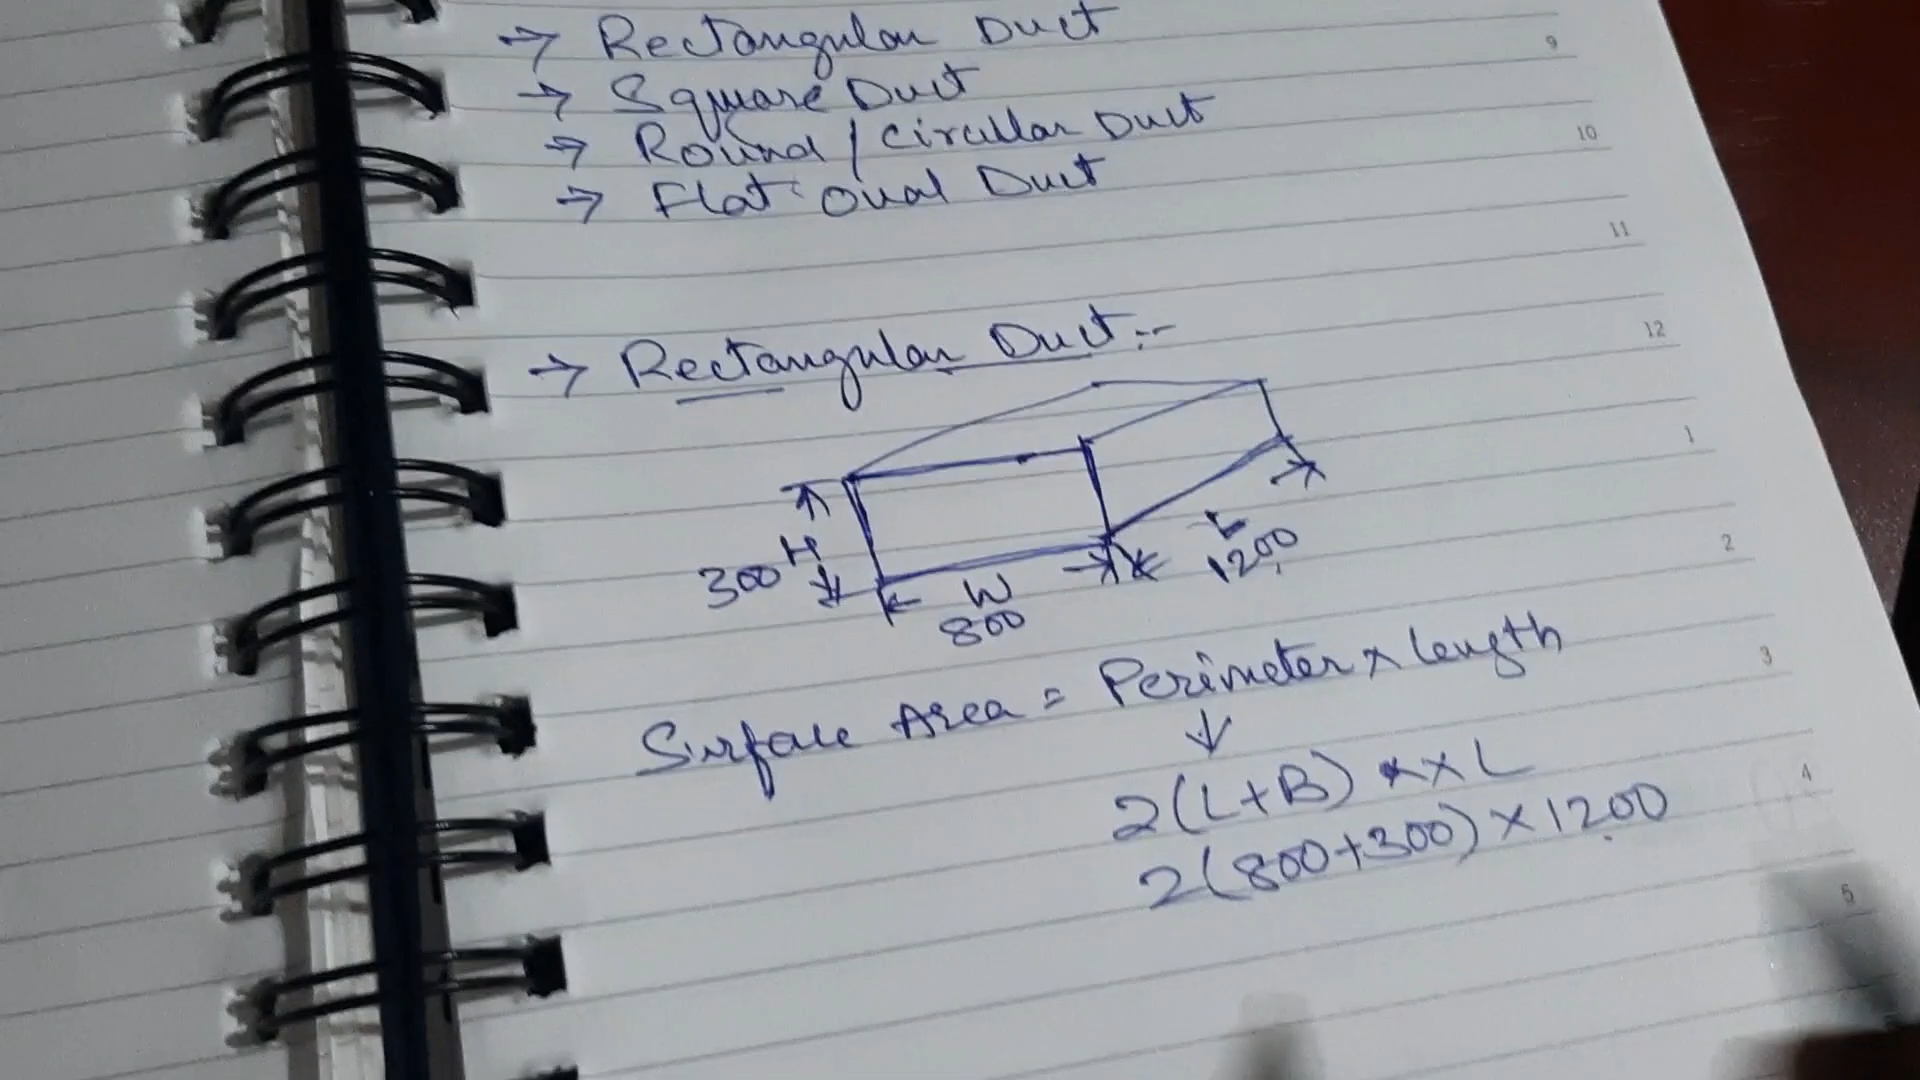 → Rectangular Duct
→ Square Duct
→ Round / Circular Duct
→ Flat oval Duct
→ Rectangular Duct :-
300 H
W
800
L
1200
Surface Area = Perimeter x length
↓
2(L+B) x x L
2(800+300) x 1200
9
10
11
12
1
2
3
4
5